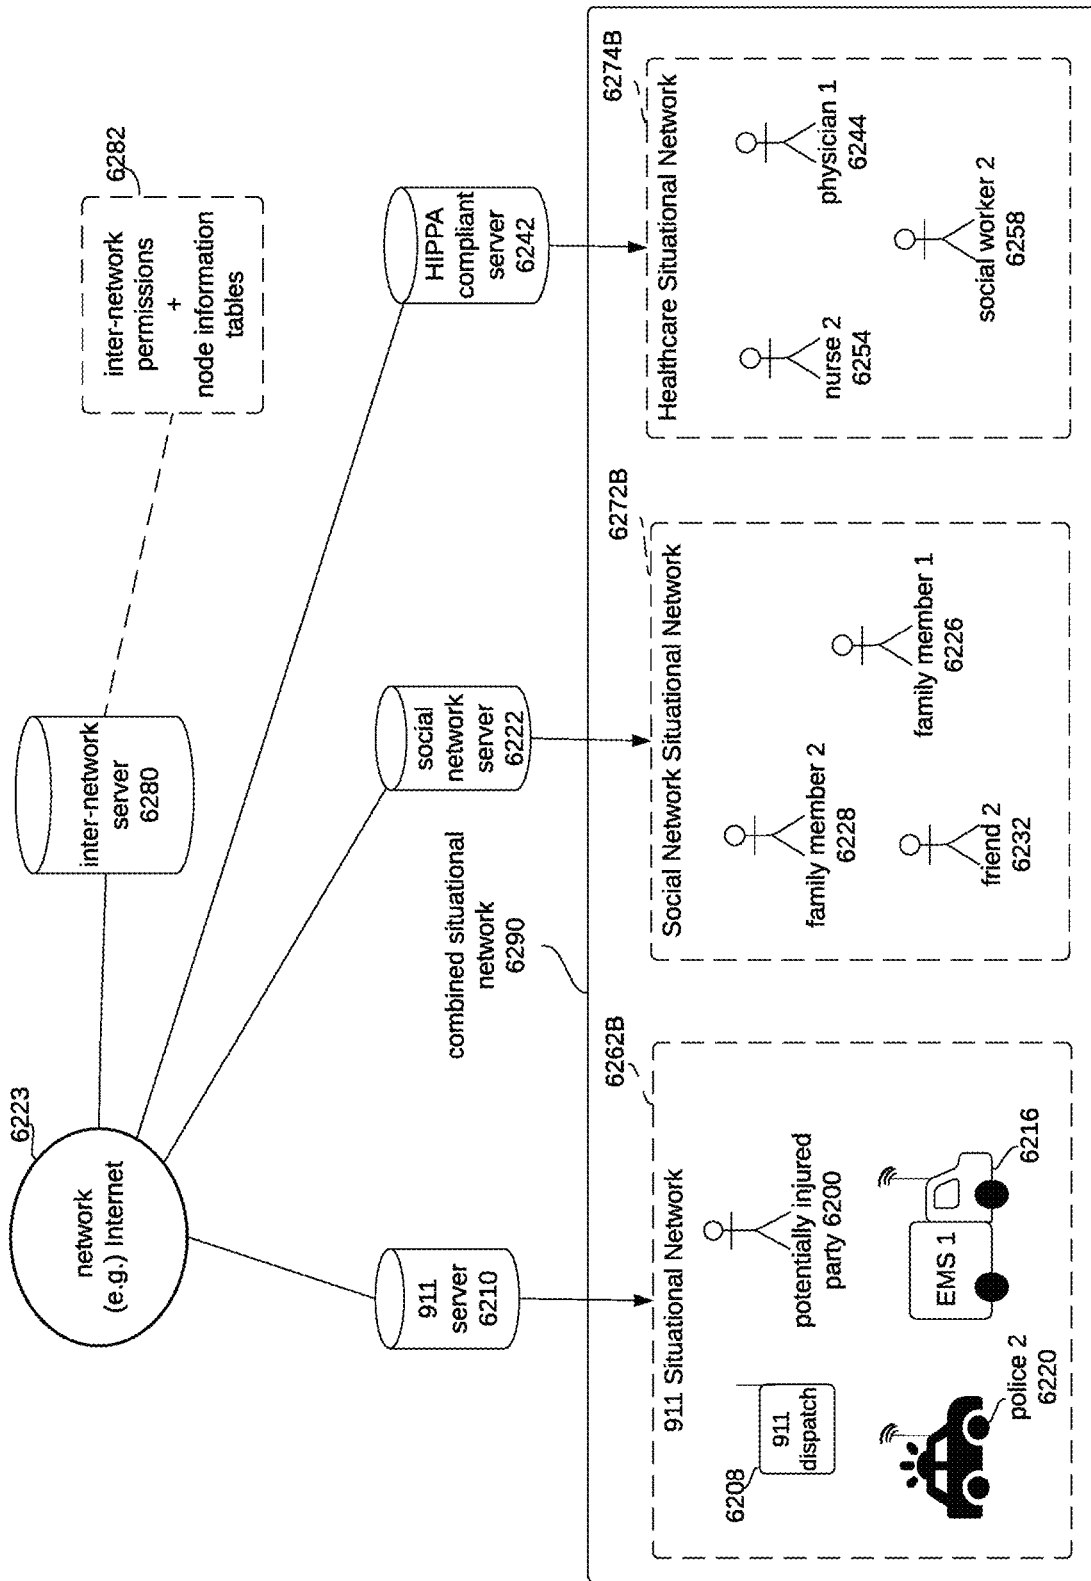 network
(e.g.) Internet
6223
inter-network
server
6280
inter-network
permissions
+
node information
tables
6282
911
server
6210
social
network
server
6222
HIPPA
compliant
server
6242
combined situational
network
6290
6262B
911 Situational Network
911
dispatch
6208
potentially injured
party 6200
police 2
6220
EMS 1
6216
6272B
Social Network Situational Network
family member 2
6228
family member 1
6226
friend 2
6232
6274B
Healthcare Situational Network
nurse 2
6254
physician 1
6244
social worker 2
6258